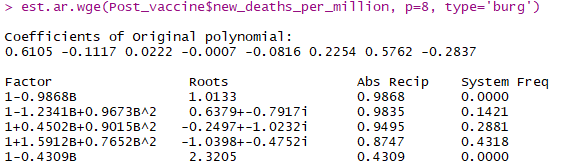 > est.ar.wge(Post_vaccine$new_deaths_per_million, p=8, type='burg')
Coefficients of Original polynomial:
0.6105 -0.1117 0.0222 -0.0007 -0.0816 0.2254 0.5762 -0.2837
Factor Roots Abs Recip System Freq
1-0.9868B 1.0133 0.9868 0.0000
1-1.2341B+0.9673B^2 0.6379+-0.7917i 0.9835 0.1421
1+0.4502B+0.9015B^2 -0.2497+-1.0232i 0.9495 0.2881
1+1.5912B+0.7652B^2 -1.0398+-0.4752i 0.8747 0.4318
1-0.4309B 2.3205 0.4309 0.0000